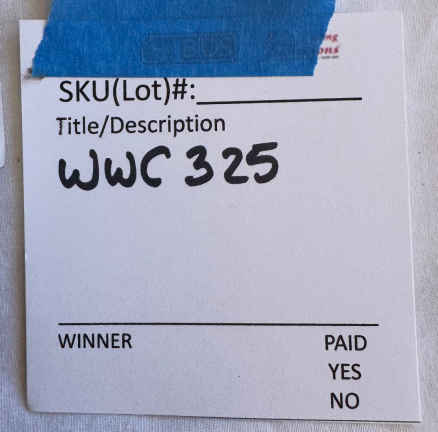 SKU(Lot)#:
Title/Description
WWC 325
WINNER PAID
YES
NO